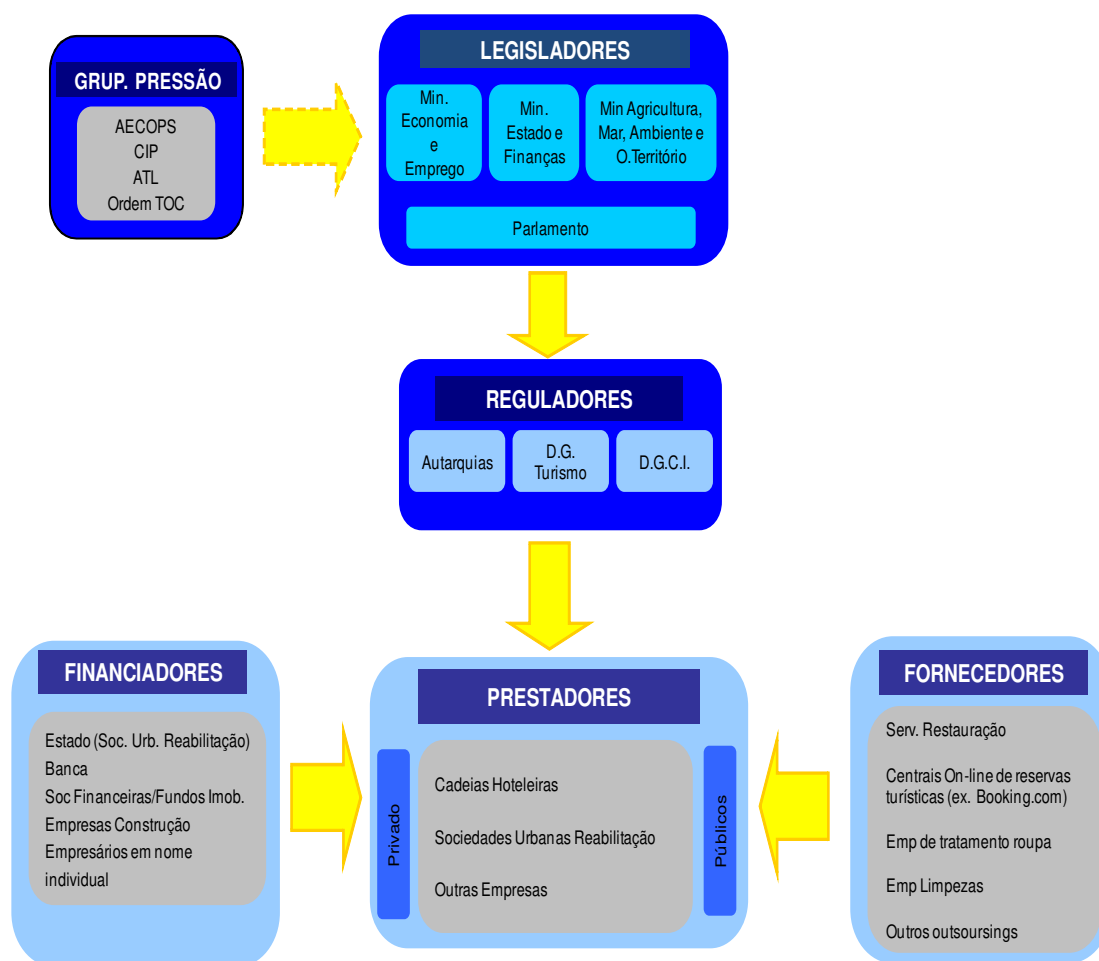 GRUP. PRESSÃO
AECOPS
CIP
ATL
Ordem TOC
LEGISLADORES
Min.
Economia
e
Emprego
Min.
Estado e
Finanças
Min Agricultura,
Mar, Ambiente e
O.Território
Parlamento
REGULADORES
Autarquias
D.G.
Turismo
D.G.C.I.
FINANCIADORES
Estado (Soc. Urb. Reabilitação)
Banca
Soc Financeiras/Fundos Imob.
Empresas Construção
Empresários em nome
individual
PRESTADORES
Privado
Cadeias Hoteleiras
Sociedades Urbanas Reabilitação
Outras Empresas
Públicos
FORNECEDORES
Serv. Restauração
Centrais On-line de reservas
turísticas (ex. Booking.com)
Emp de tratamento roupa
Emp Limpezas
Outros outsoursings